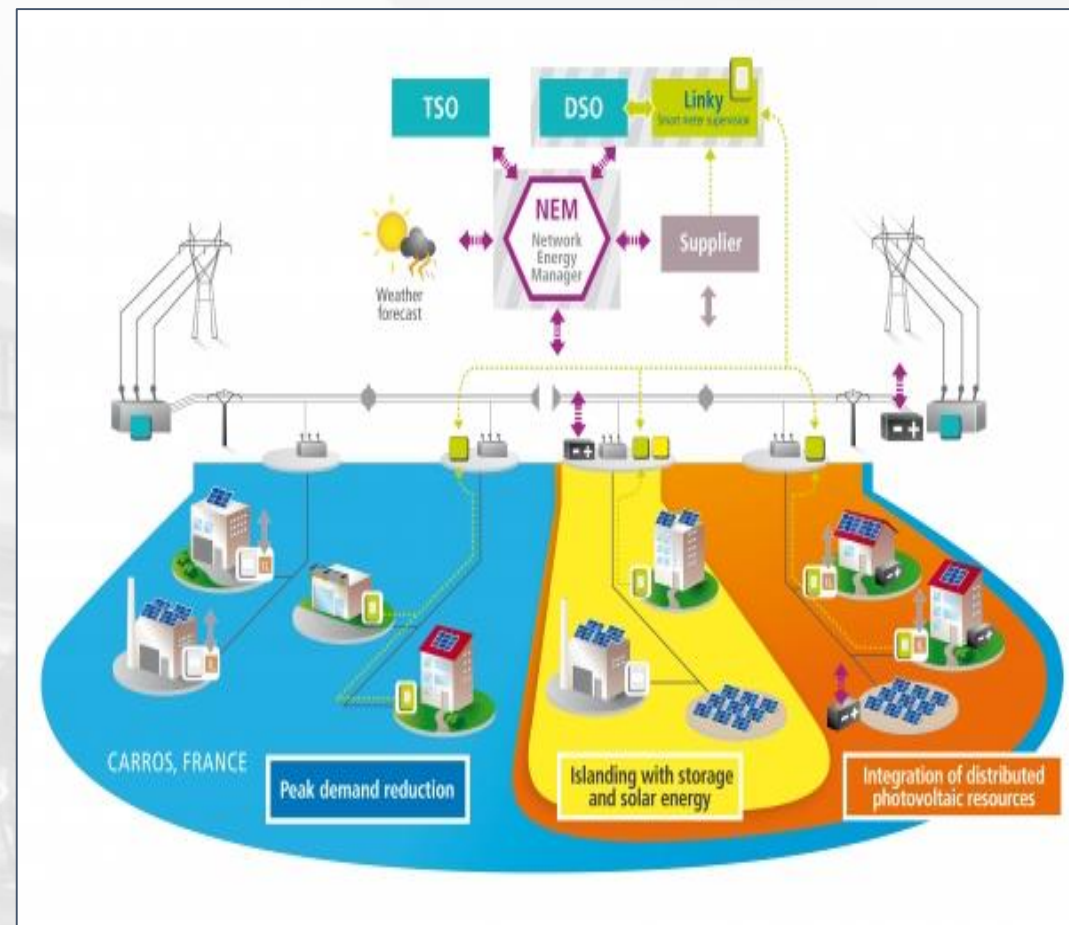 TSO
DSO
Linky
Smart meter supervision
NEM
Network
Energy
Manager
Supplier
Weather
forecast
CARROS, FRANCE
Peak demand reduction
Islanding with storage
and solar energy
Integration of distributed
photovoltaic resources